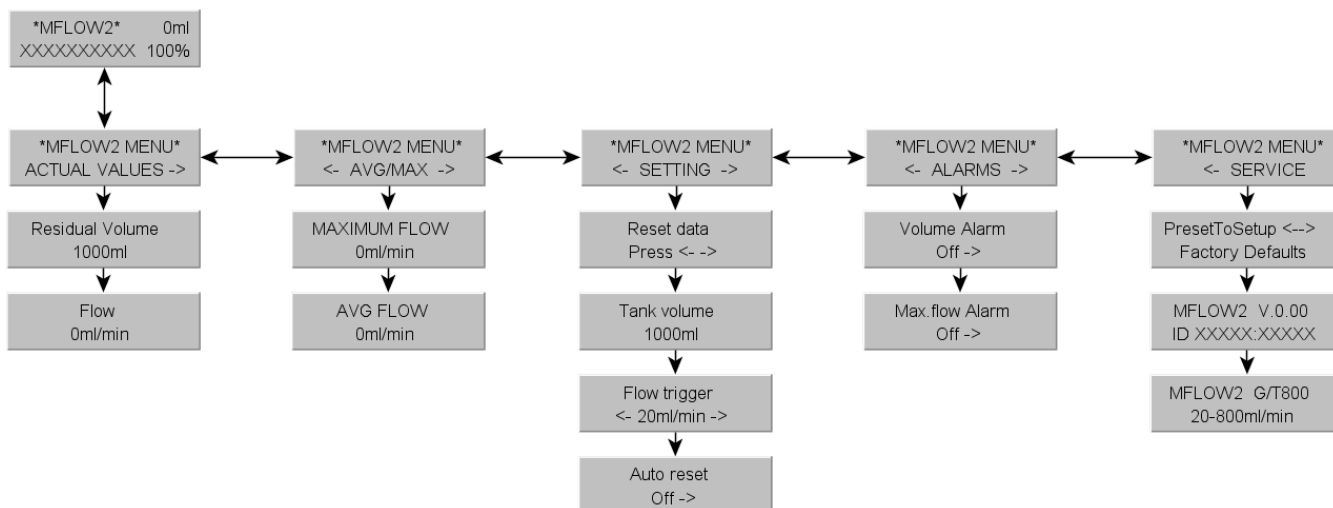 *MFLOW2* 0ml
XXXXXXXXXX 100%
*MFLOW2 MENU*
ACTUAL VALUES ->
*MFLOW2 MENU*
<- AVG/MAX ->
*MFLOW2 MENU*
<- SETTING ->
*MFLOW2 MENU*
<- ALARMS ->
*MFLOW2 MENU*
<- SERVICE
Residual Volume
1000ml
MAXIMUM FLOW
0ml/min
Reset data
Press <- ->
Volume Alarm
Off ->
PresetToSetup <-->
Factory Defaults
Flow
0ml/min
AVG FLOW
0ml/min
Tank volume
1000ml
Max.flow Alarm
Off ->
MFLOW2 V.0.00
ID XXXXX:XXXXX
Flow trigger
<- 20ml/min ->
MFLOW2 G/T800
20-800ml/min
Auto reset
Off ->